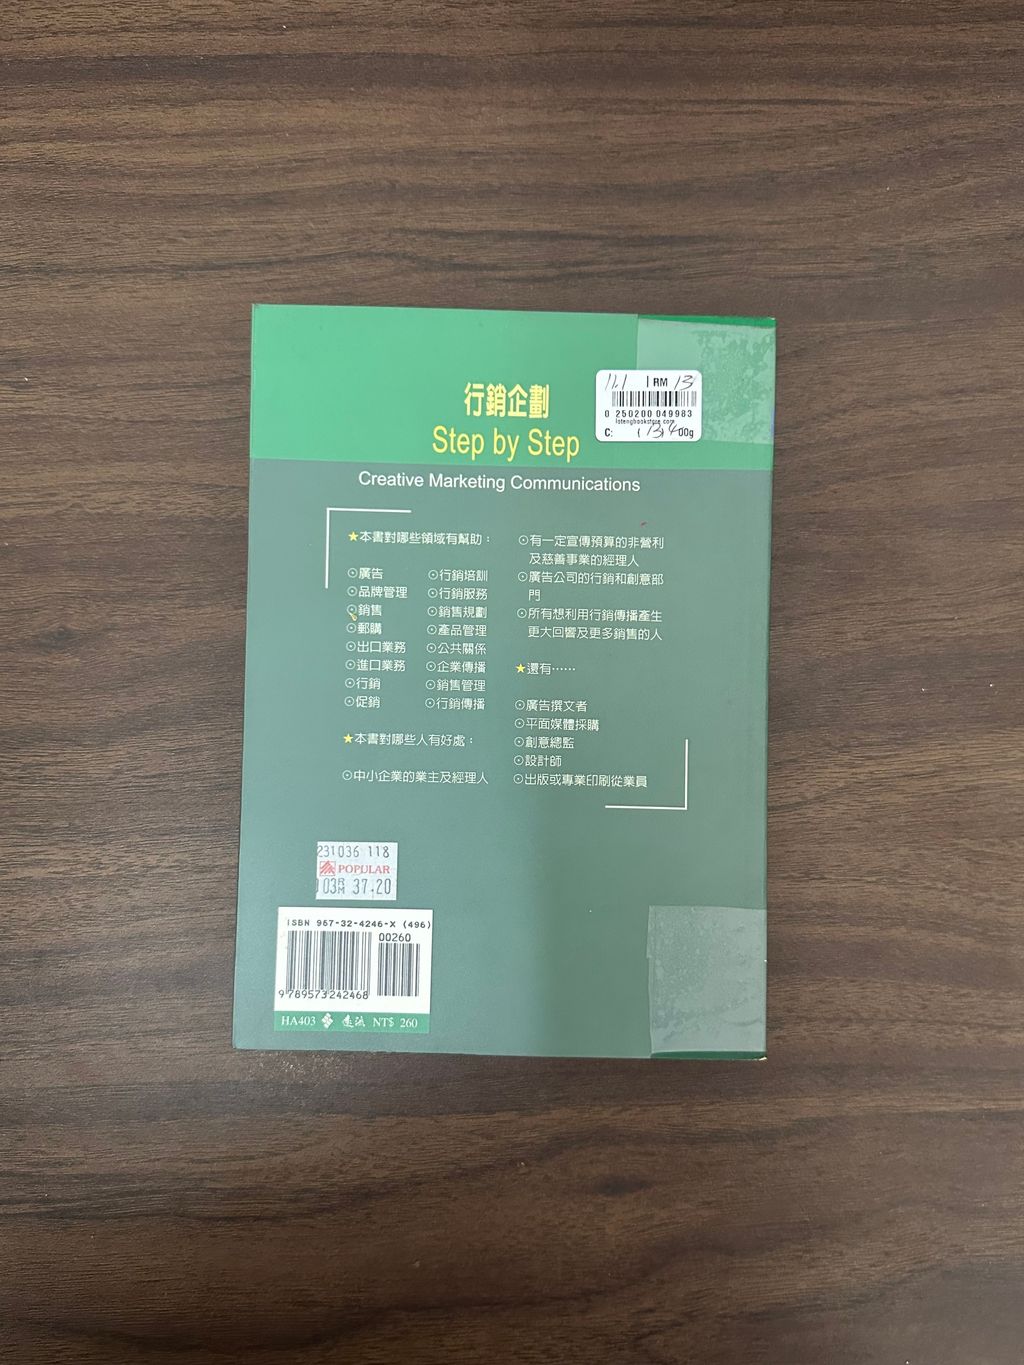 行銷企劃
Step by Step
Creative Marketing Communications
11.1 RM 13
0 250200 049983
fotengbookstore.com
C:
00g
★本書對哪些領域有幫助：
⊙廣告
⊙品牌管理
⊙銷售
⊙郵購
⊙出口業務
⊙進口業務
⊙行銷
⊙促銷
⊙行銷培訓
⊙行銷服務
⊙銷售規劃
⊙產品管理
⊙公共關係
⊙企業傳播
⊙銷售管理
⊙行銷傳播
★本書對哪些人有好處：
⊙中小企業的業主及經理人
⊙有一定宣傳預算的非營利
及慈善事業的經理人
⊙廣告公司的行銷和創意部
門
⊙所有想利用行銷傳播產生
更大回響及更多銷售的人
★還有……
⊙廣告撰文者
⊙平面媒體採購
⊙創意總監
⊙設計師
⊙出版或專業印刷從業員
231036 118
POPULAR
103 RM 37.20
ISBN 957-32-4246-X (496)
00260
9 789573 242468
HA403 遠流 NT$ 260